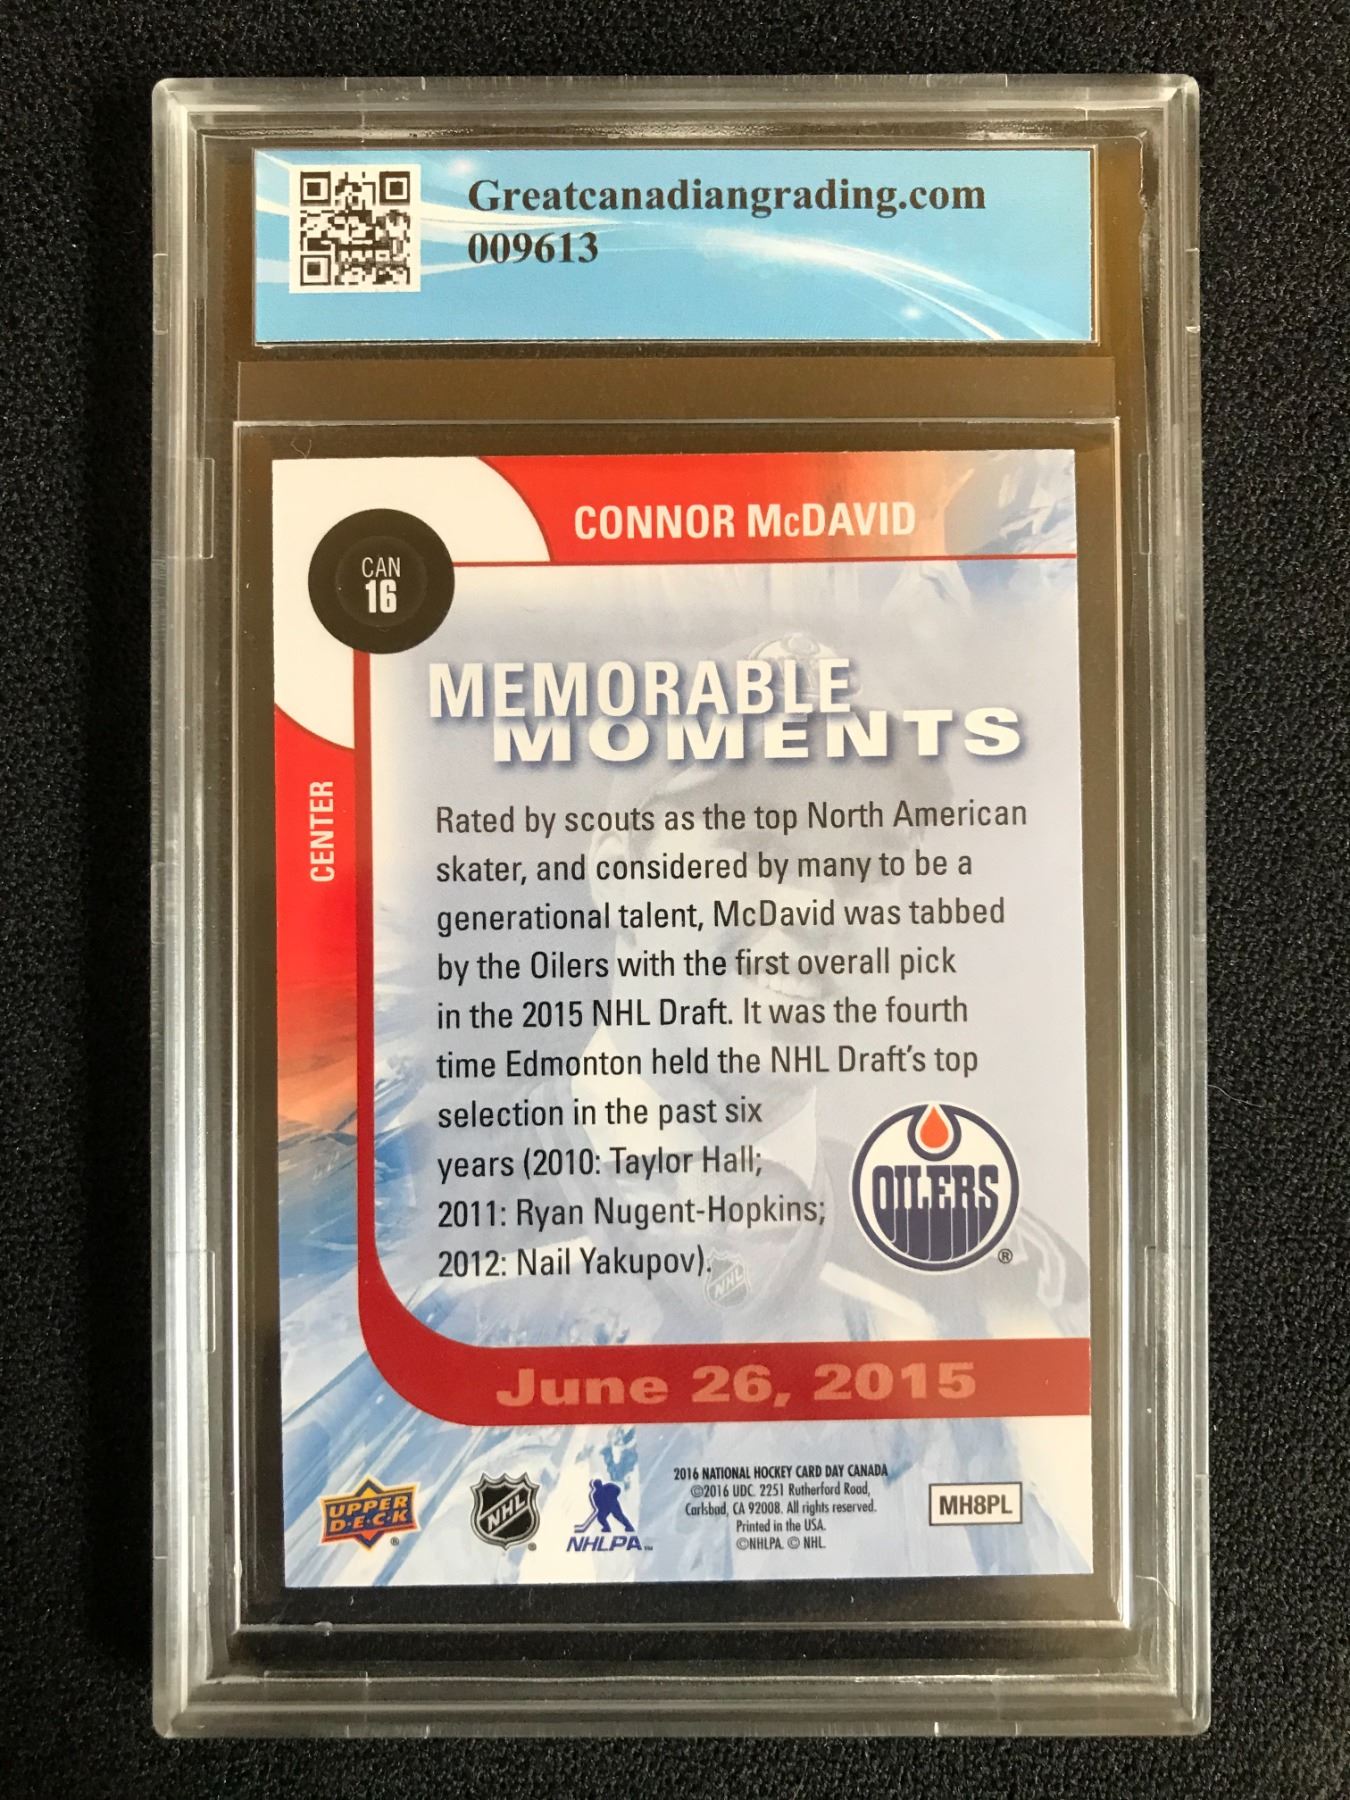 Greatcanadiangrading.com
009613
CONNOR McDAVID
CAN
16
CENTER
MEMORABLE
MOMENTS
Rated by scouts as the top North American
skater, and considered by many to be a
generational talent, McDavid was tabbed
by the Oilers with the first overall pick
in the 2015 NHL Draft. It was the fourth
time Edmonton held the NHL Draft's top
selection in the past six
years (2010: Taylor Hall;
2011: Ryan Nugent-Hopkins;
2012: Nail Yakupov).
OILERS
®
NHL
June 26, 2015
UPPER
D·E·C·K
®
NHL
®
NHLPA™
2016 NATIONAL HOCKEY CARD DAY CANADA
©2016 UDC. 2251 Rutherford Road,
Carlsbad, CA 92008. All rights reserved.
Printed in the USA.
©NHLPA. © NHL.
MH8PL